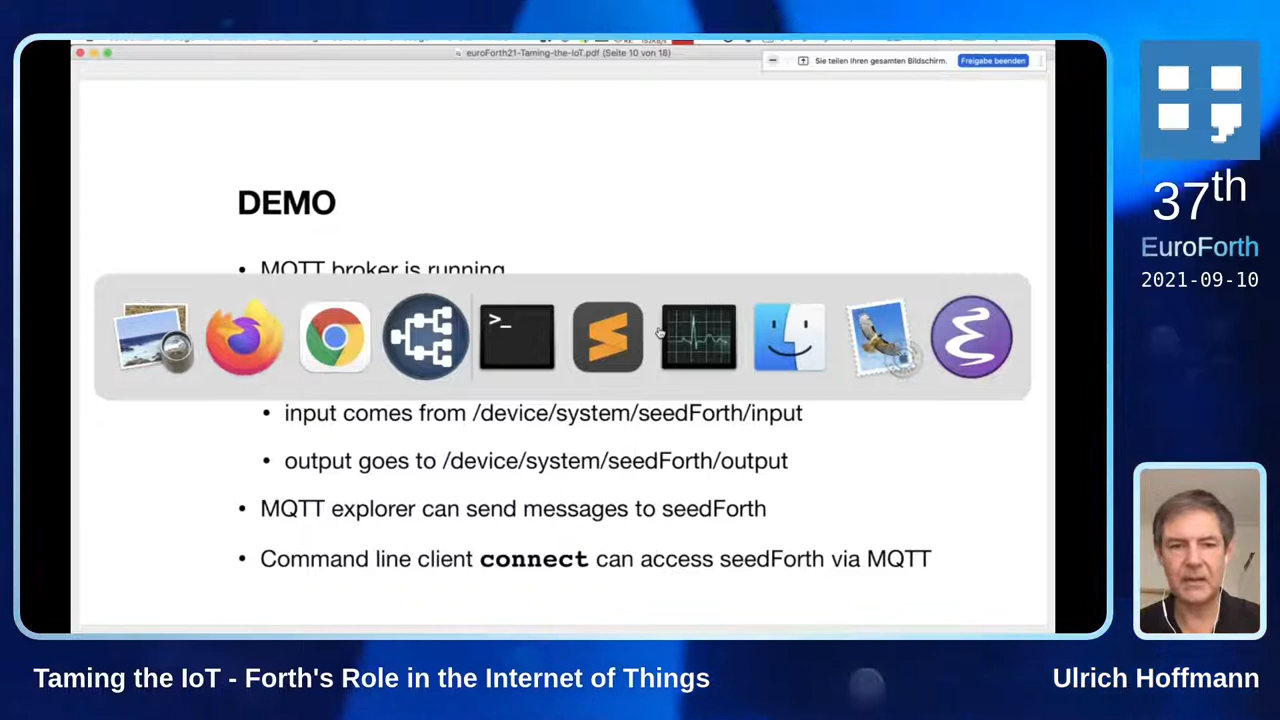 euroForth21-Taming-the-IoT.pdf (Seite 10 von 18)
Sie teilen Ihren gesamten Bildschirm.
Freigabe beenden
DEMO
• MQTT broker is running
>_
• input comes from /device/system/seedForth/input
• output goes to /device/system/seedForth/output
• MQTT explorer can send messages to seedForth
• Command line client connect can access seedForth via MQTT
37th
EuroForth
2021-09-10
Taming the IoT - Forth's Role in the Internet of Things
Ulrich Hoffmann